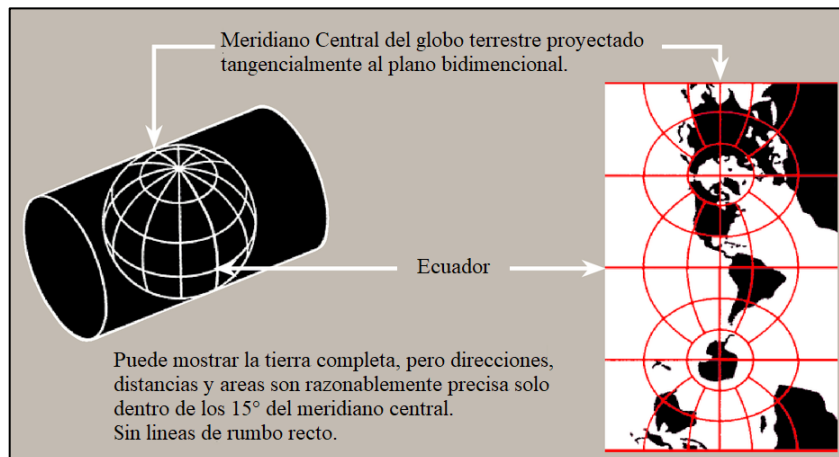 Meridiano Central del globo terrestre proyectado
tangencialmente al plano bidimencional.
Ecuador
Puede mostrar la tierra completa, pero direcciones,
distancias y areas son razonablemente precisa solo
dentro de los 15° del meridiano central.
Sin lineas de rumbo recto.